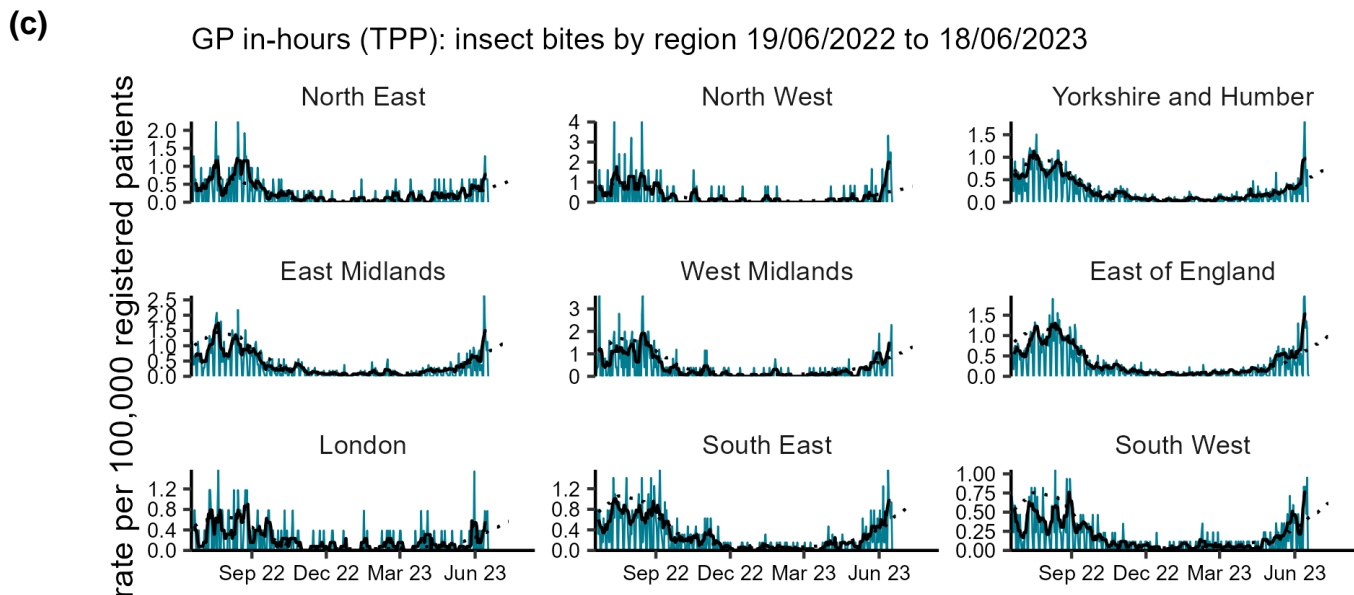 (c)
GP in-hours (TPP): insect bites by region 19/06/2022 to 18/06/2023
rate per 100,000 registered patients
North East
2.0
1.5
1.0
0.5
0.0
North West
4
3
2
1
0
Yorkshire and Humber
1.5
1.0
0.5
0.0
East Midlands
2.5
2.0
1.5
1.0
0.5
0.0
West Midlands
3
2
1
0
East of England
1.5
1.0
0.5
0.0
London
1.2
0.8
0.4
0.0
Sep 22 Dec 22 Mar 23 Jun 23
South East
1.2
0.8
0.4
0.0
Sep 22 Dec 22 Mar 23 Jun 23
South West
1.00
0.75
0.50
0.25
0.00
Sep 22 Dec 22 Mar 23 Jun 23